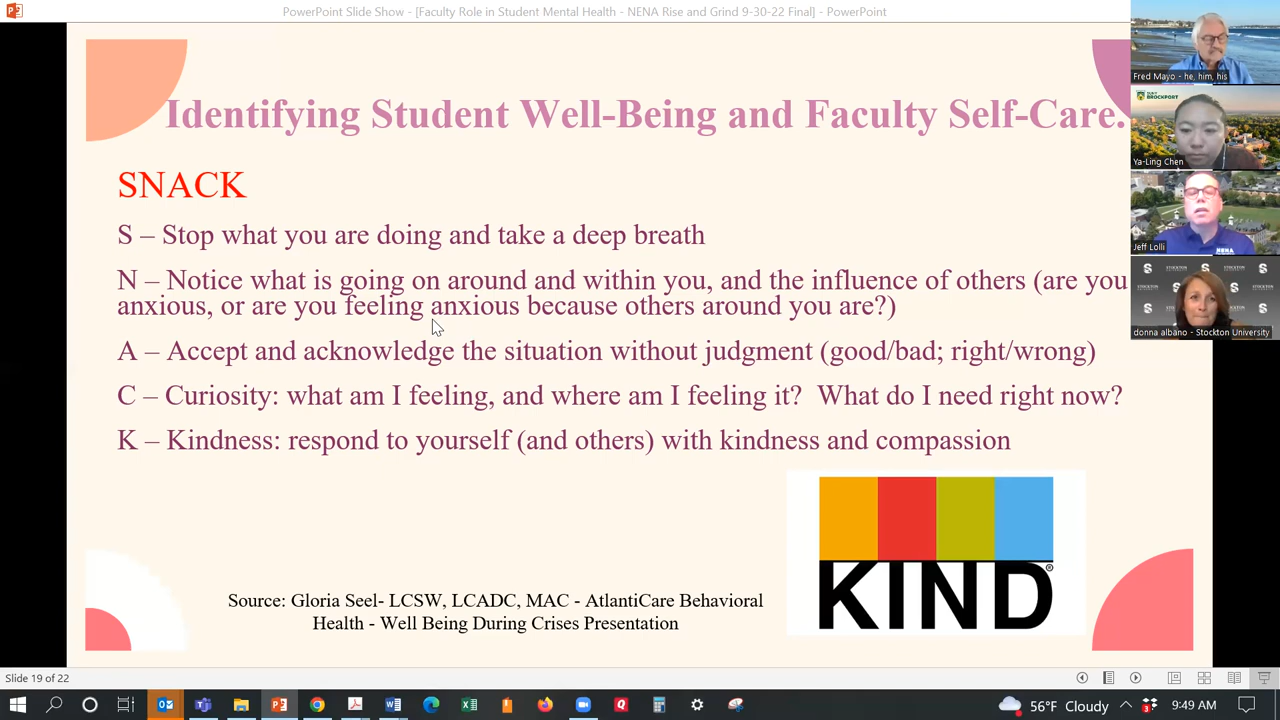 PowerPoint Slide Show - [Faculty Role in Student Mental Health - NENA Rise and Grind 9-30-22 Final] - PowerPoint
Identifying Student Well-Being and Faculty Self-Care.
SNACK
S – Stop what you are doing and take a deep breath
N – Notice what is going on around and within you, and the influence of others (are you
anxious, or are you feeling anxious because others around you are?)
A – Accept and acknowledge the situation without judgment (good/bad; right/wrong)
C – Curiosity: what am I feeling, and where am I feeling it?  What do I need right now?
K – Kindness: respond to yourself (and others) with kindness and compassion
KIND®
Source: Gloria Seel- LCSW, LCADC, MAC - AtlantiCare Behavioral
Health - Well Being During Crises Presentation
Fred Mayo - he, him, his
BROCKPORT
Ya-Ling Chen
NENA
Jeff Lolli
STOCKTON
donna albano - Stockton University
Slide 19 of 22
56°F Cloudy
9:49 AM